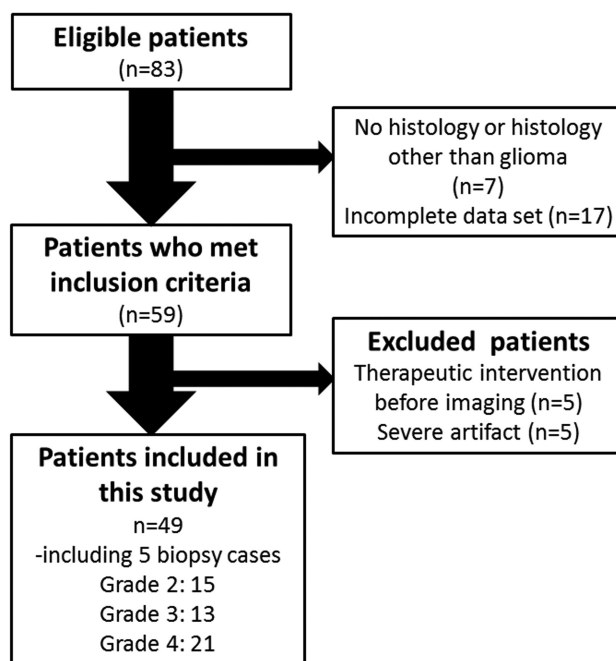 Eligible patients
(n=83)
No histology or histology
other than glioma
(n=7)
Incomplete data set (n=17)
Patients who met
inclusion criteria
(n=59)
Excluded patients
Therapeutic intervention
before imaging (n=5)
Severe artifact (n=5)
Patients included in
this study
n=49
-including 5 biopsy cases
Grade 2: 15
Grade 3: 13
Grade 4: 21